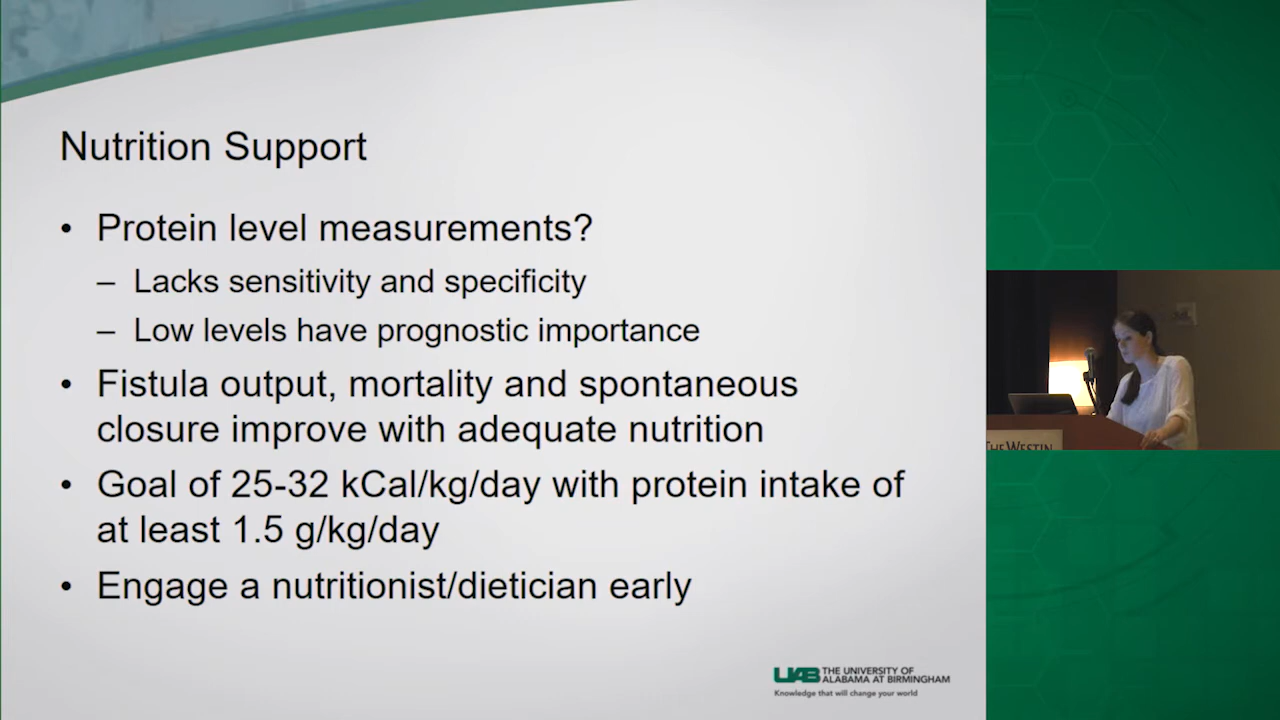 Nutrition Support
• Protein level measurements?
– Lacks sensitivity and specificity
– Low levels have prognostic importance
• Fistula output, mortality and spontaneous
closure improve with adequate nutrition
• Goal of 25-32 kCal/kg/day with protein intake of
at least 1.5 g/kg/day
• Engage a nutritionist/dietician early
UAB THE UNIVERSITY OF
ALABAMA AT BIRMINGHAM
Knowledge that will change your world
THE WESTIN